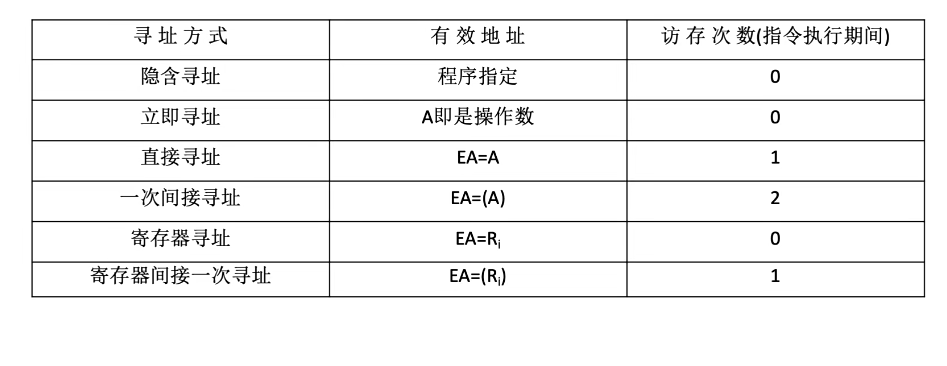 寻 址 方 式 有 效 地 址 访 存 次 数(指令执行期间)
隐含寻址 程序指定 0
立即寻址 A即是操作数 0
直接寻址 EA=A 1
一次间接寻址 EA=(A) 2
寄存器寻址 EA=Ri 0
寄存器间接一次寻址 EA=(Ri) 1